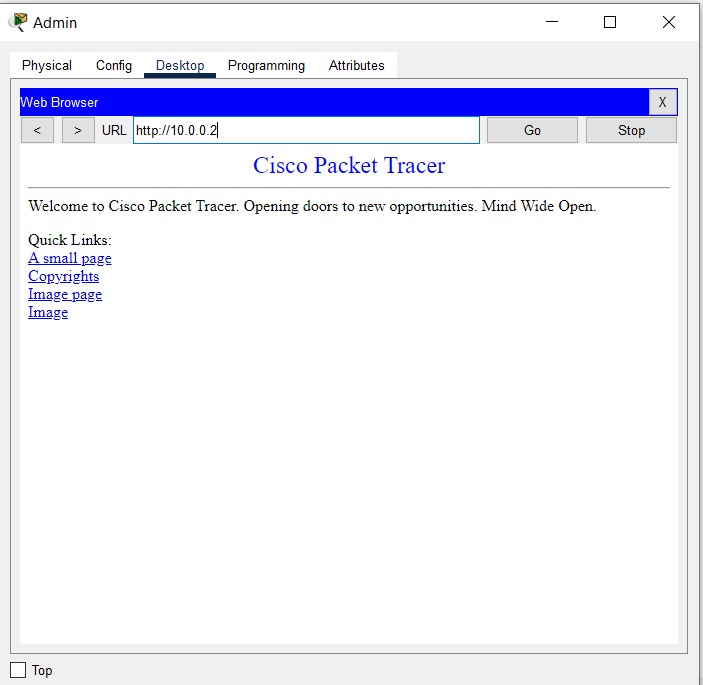 Admin
Physical Config Desktop Programming Attributes
Web Browser X
< > URL http://10.0.0.2 Go Stop
Cisco Packet Tracer
Welcome to Cisco Packet Tracer. Opening doors to new opportunities. Mind Wide Open.
Quick Links:
A small page
Copyrights
Image page
Image
Top